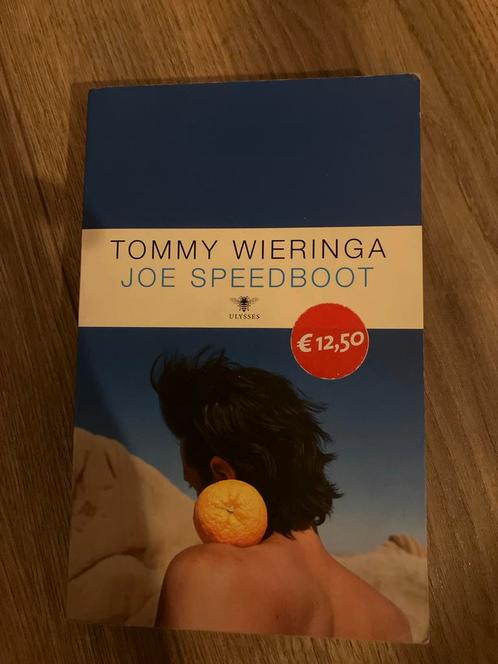 TOMMY WIERINGA
JOE SPEEDBOOT
ULYSSES
€ 12,50